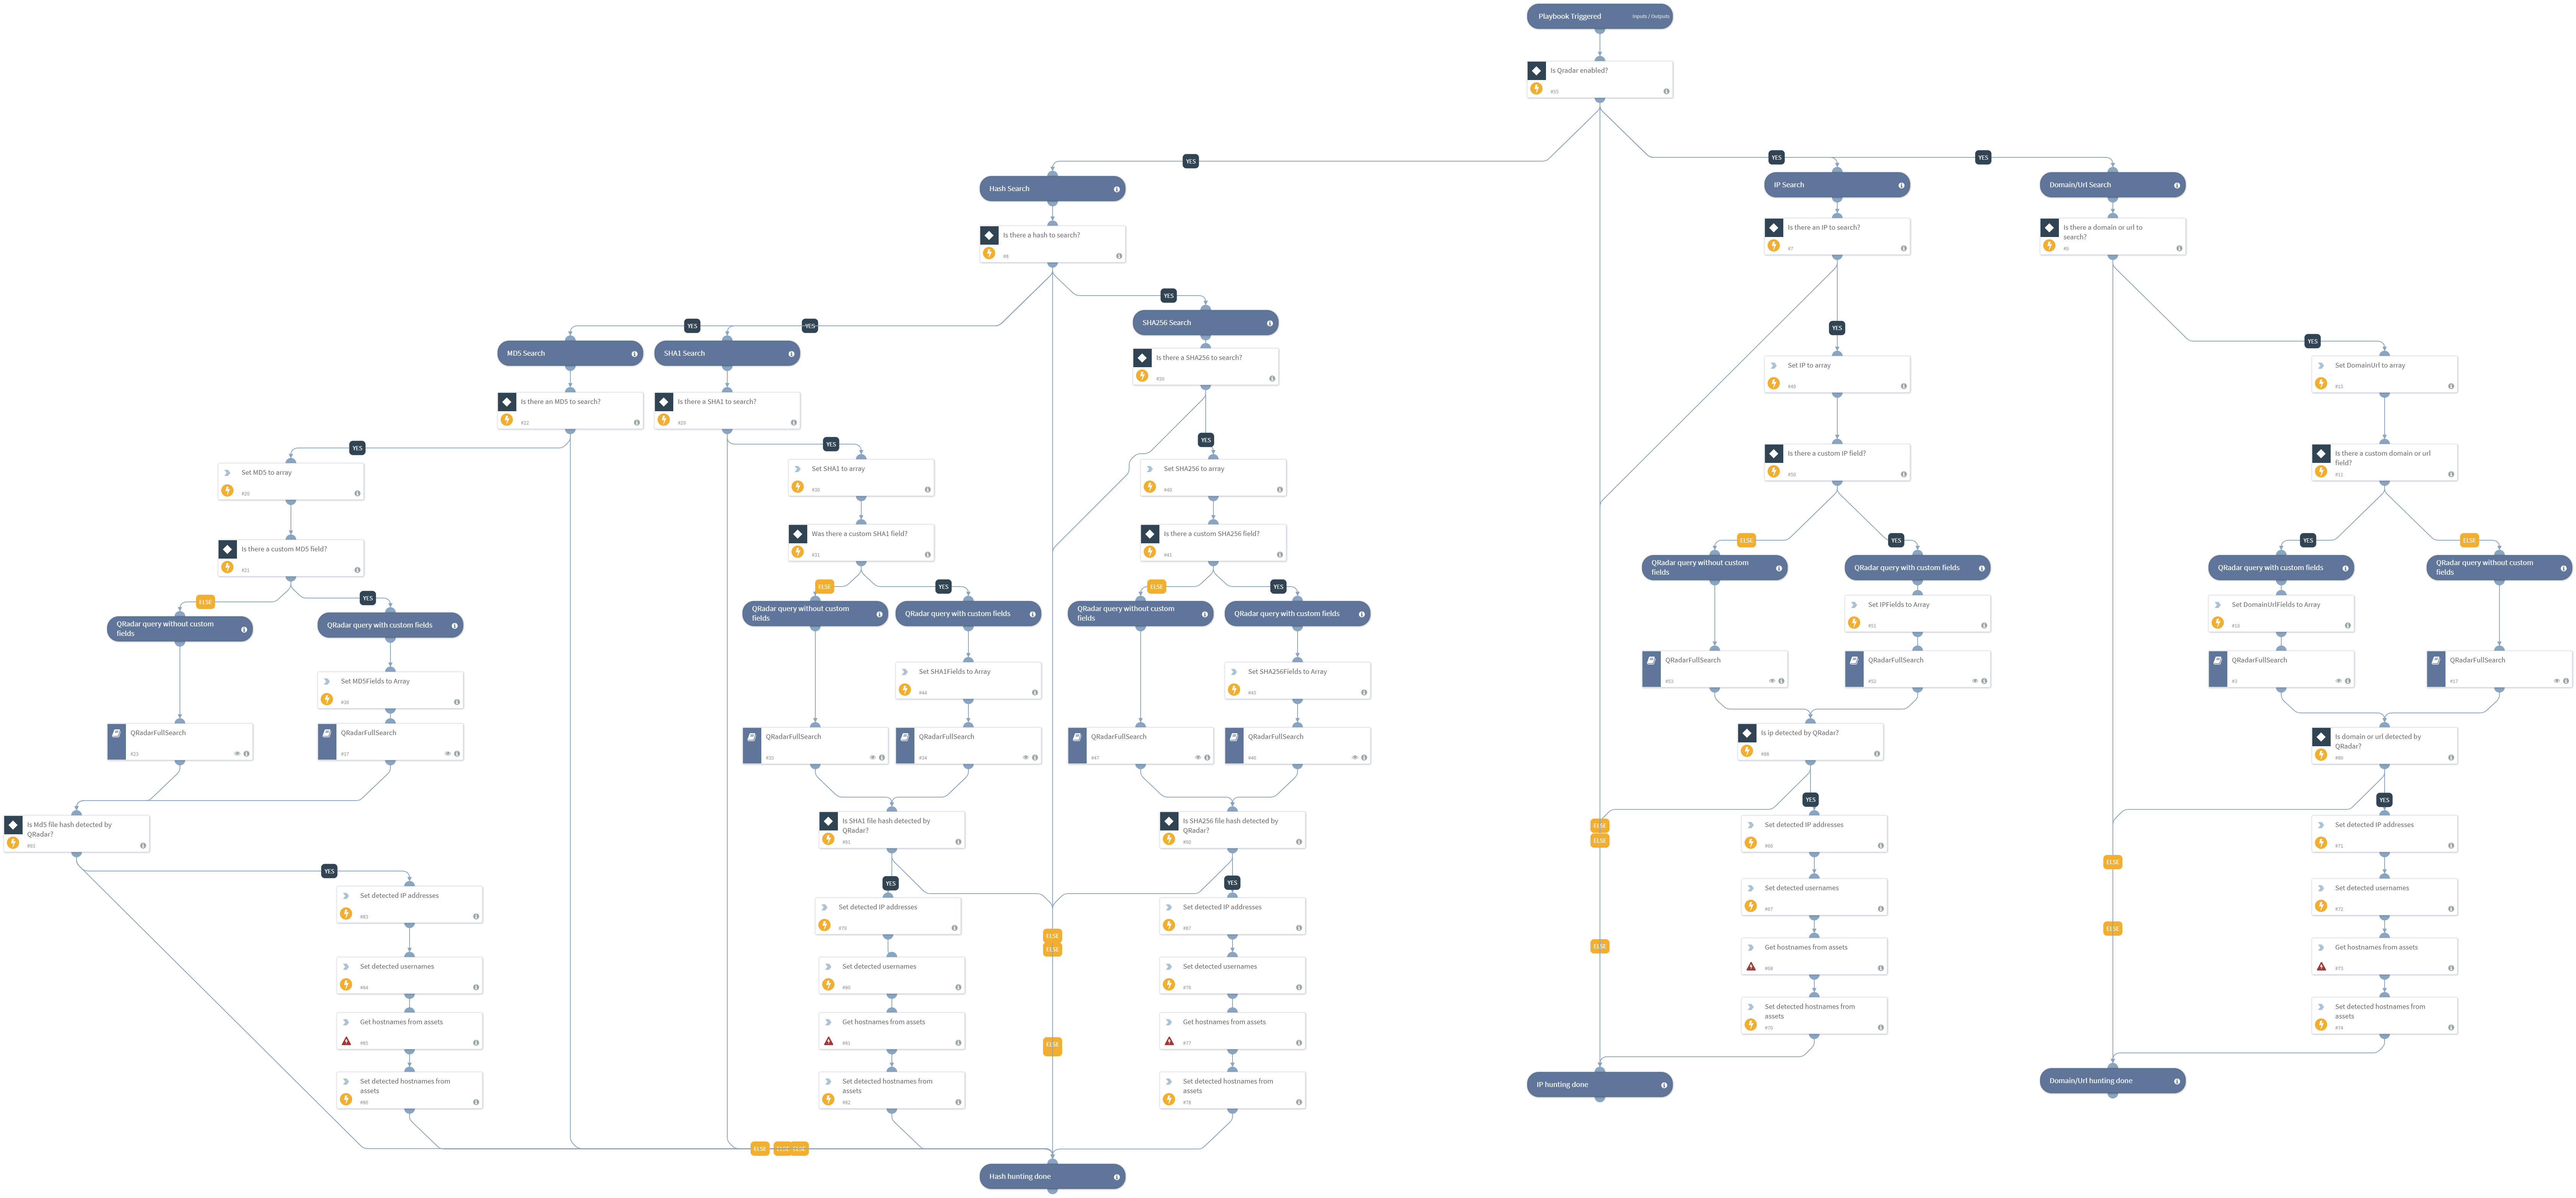 Playbook Triggered
Inputs / Outputs
Is Qradar enabled?
YES
YES
YES
Hash Search
IP Search
Domain/Url Search
Is there a hash to search?
Is there an IP to search?
#7
Is there a domain or url to
search?
YES
YES
YES
YES
YES
SHA256 Search
MD5 Search
SHA1 Search
Is there a SHA256 to search?
Set IP to array
Set DomainUrl to array
Is there an MD5 to search?
Is there a SHA1 to search?
YES
YES
YES
Set MD5 to array
Set SHA1 to array
Set SHA256 to array
Is there a custom IP field?
Is there a custom domain or url
field?
Is there a custom MD5 field?
Was there a custom SHA1 field?
Is there a custom SHA256 field?
ELSE
YES
YES
ELSE
QRadar query without custom
fields
QRadar query with custom fields
QRadar query with custom fields
QRadar query without custom
fields
ELSE
YES
ELSE
YES
ELSE
YES
QRadar query without custom
fields
QRadar query with custom fields
QRadar query without custom
fields
QRadar query with custom fields
QRadar query without custom
fields
QRadar query with custom fields
Set IPFields to Array
Set DomainUrlFields to Array
Set MD5Fields to Array
Set SHA1Fields to Array
#44
Set SHA256Fields to Array
QRadarFullSearch
QRadarFullSearch
QRadarFullSearch
QRadarFullSearch
#17
QRadarFullSearch
QRadarFullSearch
QRadarFullSearch
QRadarFullSearch
#34
QRadarFullSearch
#47
QRadarFullSearch
Is ip detected by QRadar?
Is domain or url detected by
QRadar?
YES
YES
Is Md5 file hash detected by
QRadar?
Is SHA1 file hash detected by
QRadar?
Is SHA256 file hash detected by
QRadar?
ELSE
ELSE
Set detected IP addresses
Set detected IP addresses
YES
YES
YES
ELSE
Set detected IP addresses
Set detected IP addresses
#79
Set detected IP addresses
Set detected usernames
#67
Set detected usernames
#72
ELSE
ELSE
ELSE
ELSE
Set detected usernames
#84
Set detected usernames
Set detected usernames
Get hostnames from assets
Get hostnames from assets
#73
Get hostnames from assets
Get hostnames from assets
Get hostnames from assets
#77
Set detected hostnames from
assets
#70
Set detected hostnames from
assets
#74
ELSE
Set detected hostnames from
assets
Set detected hostnames from
assets
#82
Set detected hostnames from
assets
#78
IP hunting done
Domain/Url hunting done
ELSE
ELSE
ELSE
Hash hunting done